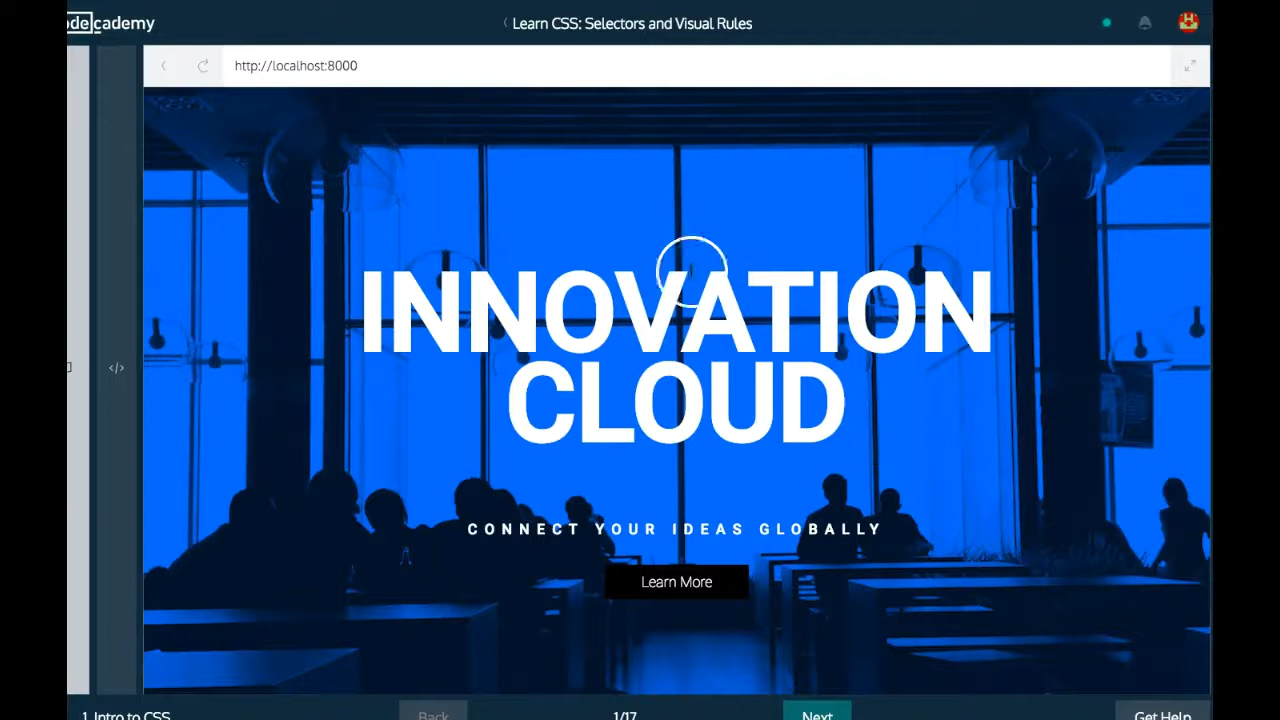 odecademy
Learn CSS: Selectors and Visual Rules
http://localhost:8000
</>
INNOVATION
CLOUD
CONNECT YOUR IDEAS GLOBALLY
Learn More
1. Intro to CSS
Back
1/17
Next
Get Help